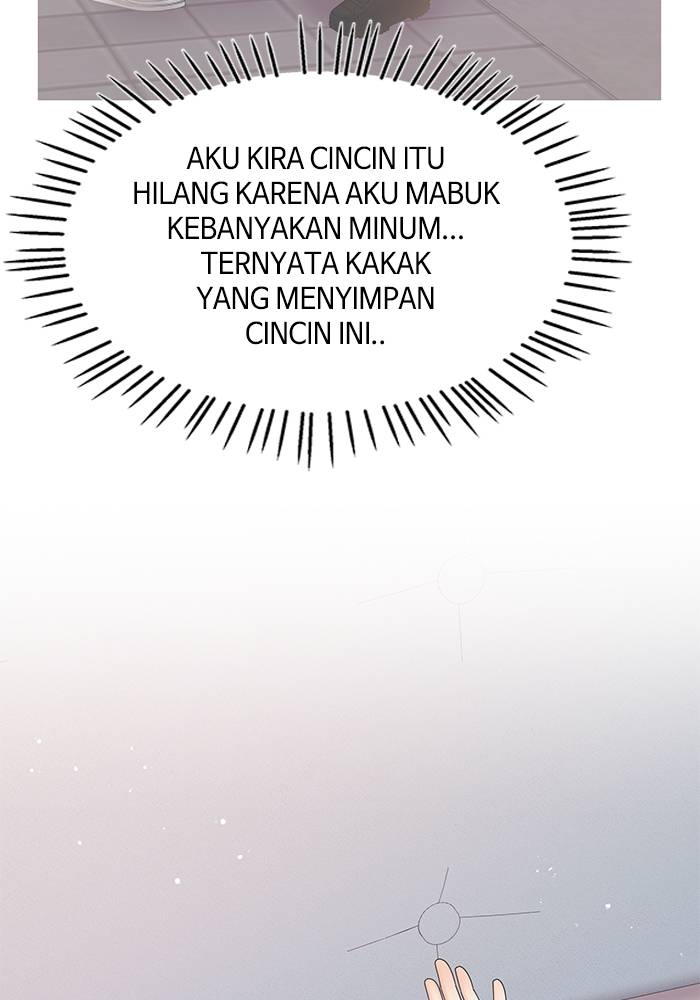 AKU KIRA CINCIN ITU
HILANG KARENA AKU MABUK
KEBANYAKAN MINUM...
TERNYATA KAKAK
YANG MENYIMPAN
CINCIN INI..